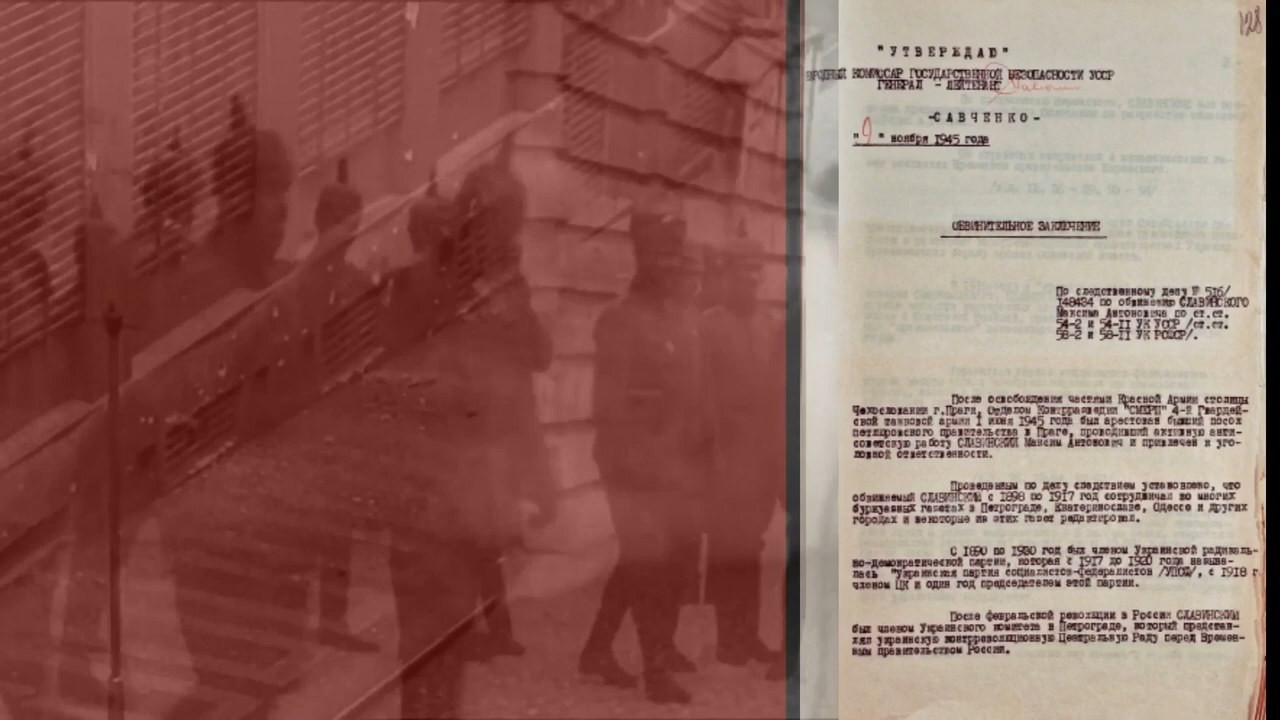 128
"УТВЕРЖДАЮ"
НАРОДНЫЙ КОМИССАР ГОСУДАРСТВЕННОЙ БЕЗОПАСНОСТИ УССР
ГЕНЕРАЛ - ЛЕЙТЕНАНТ
-САВЧЕНКО-
"9" ноября 1945 года
ОБВИНИТЕЛЬНОЕ ЗАКЛЮЧЕНИЕ
По следственному делу № 516/
148434 по обвинению СЛАВИНСКОГО
Максима Антоновича по ст.ст.
54-2 и 54-II УК УССР /ст.ст.
58-2 и 58-II УК РСФСР/.
После освобождения частями Красной Армии столицы
Чехословакии г.Праги, Отделом Контрразведки "СМЕРШ" 4-й Гвардей-
ской танковой армии 1 июня 1945 года был арестован бывший посол
петлюровского правительства в Праге, проводивший активную анти-
советскую работу СЛАВИНСКИЙ Максим Антонович и привлечен к уго-
ловной ответственности.
Проведенным по делу следствием установлено, что
обвиняемый СЛАВИНСКИЙ с 1898 по 1917 год сотрудничал во многих
буржуазных газетах в Петрограде, Екатеринославе, Одессе и других
городах и некоторые из этих газет редактировал.
С 1890 по 1920 год был членом Украинской радикаль-
но-демократической партии, которая с 1917 до 1920 года называ-
лась "Украинская партия социалистов-федералистов /УПСФ/, с 1918 г.
членом ЦК и один год председателем этой партии.
После февральской революции в России СЛАВИНСКИЙ
был членом Украинского комитета в Петрограде, который представ-
лял украинскую контрреволюционную Центральную Раду перед Времен-
ным правительством России.